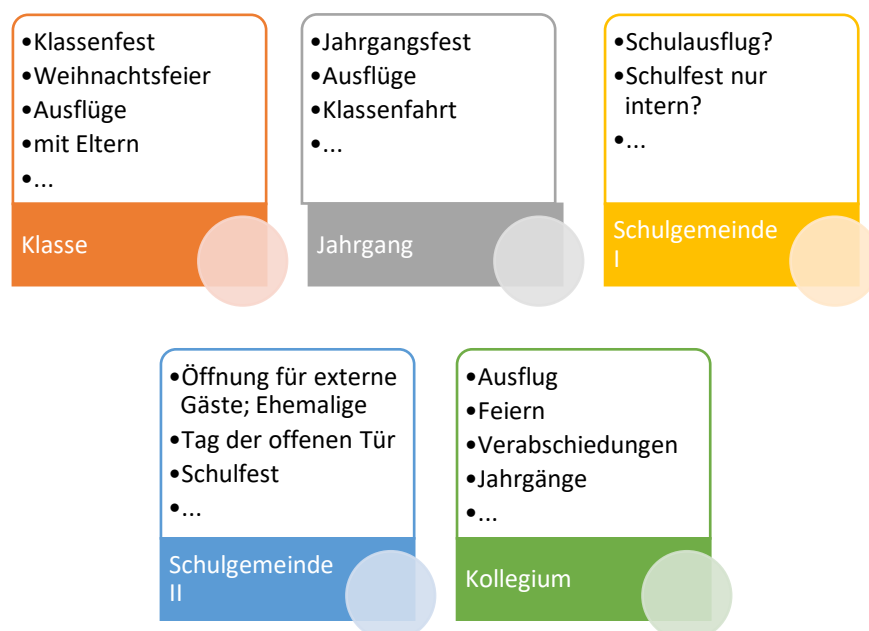 •Klassenfest
•Weihnachtsfeier
•Ausflüge
•mit Eltern
•...
Klasse
•Jahrgangsfest
•Ausflüge
•Klassenfahrt
•...
Jahrgang
•Schulausflug?
•Schulfest nur
intern?
•...
Schulgemeinde
I
•Öffnung für externe
Gäste; Ehemalige
•Tag der offenen Tür
•Schulfest
•...
Schulgemeinde
II
•Ausflug
•Feiern
•Verabschiedungen
•Jahrgänge
•...
Kollegium